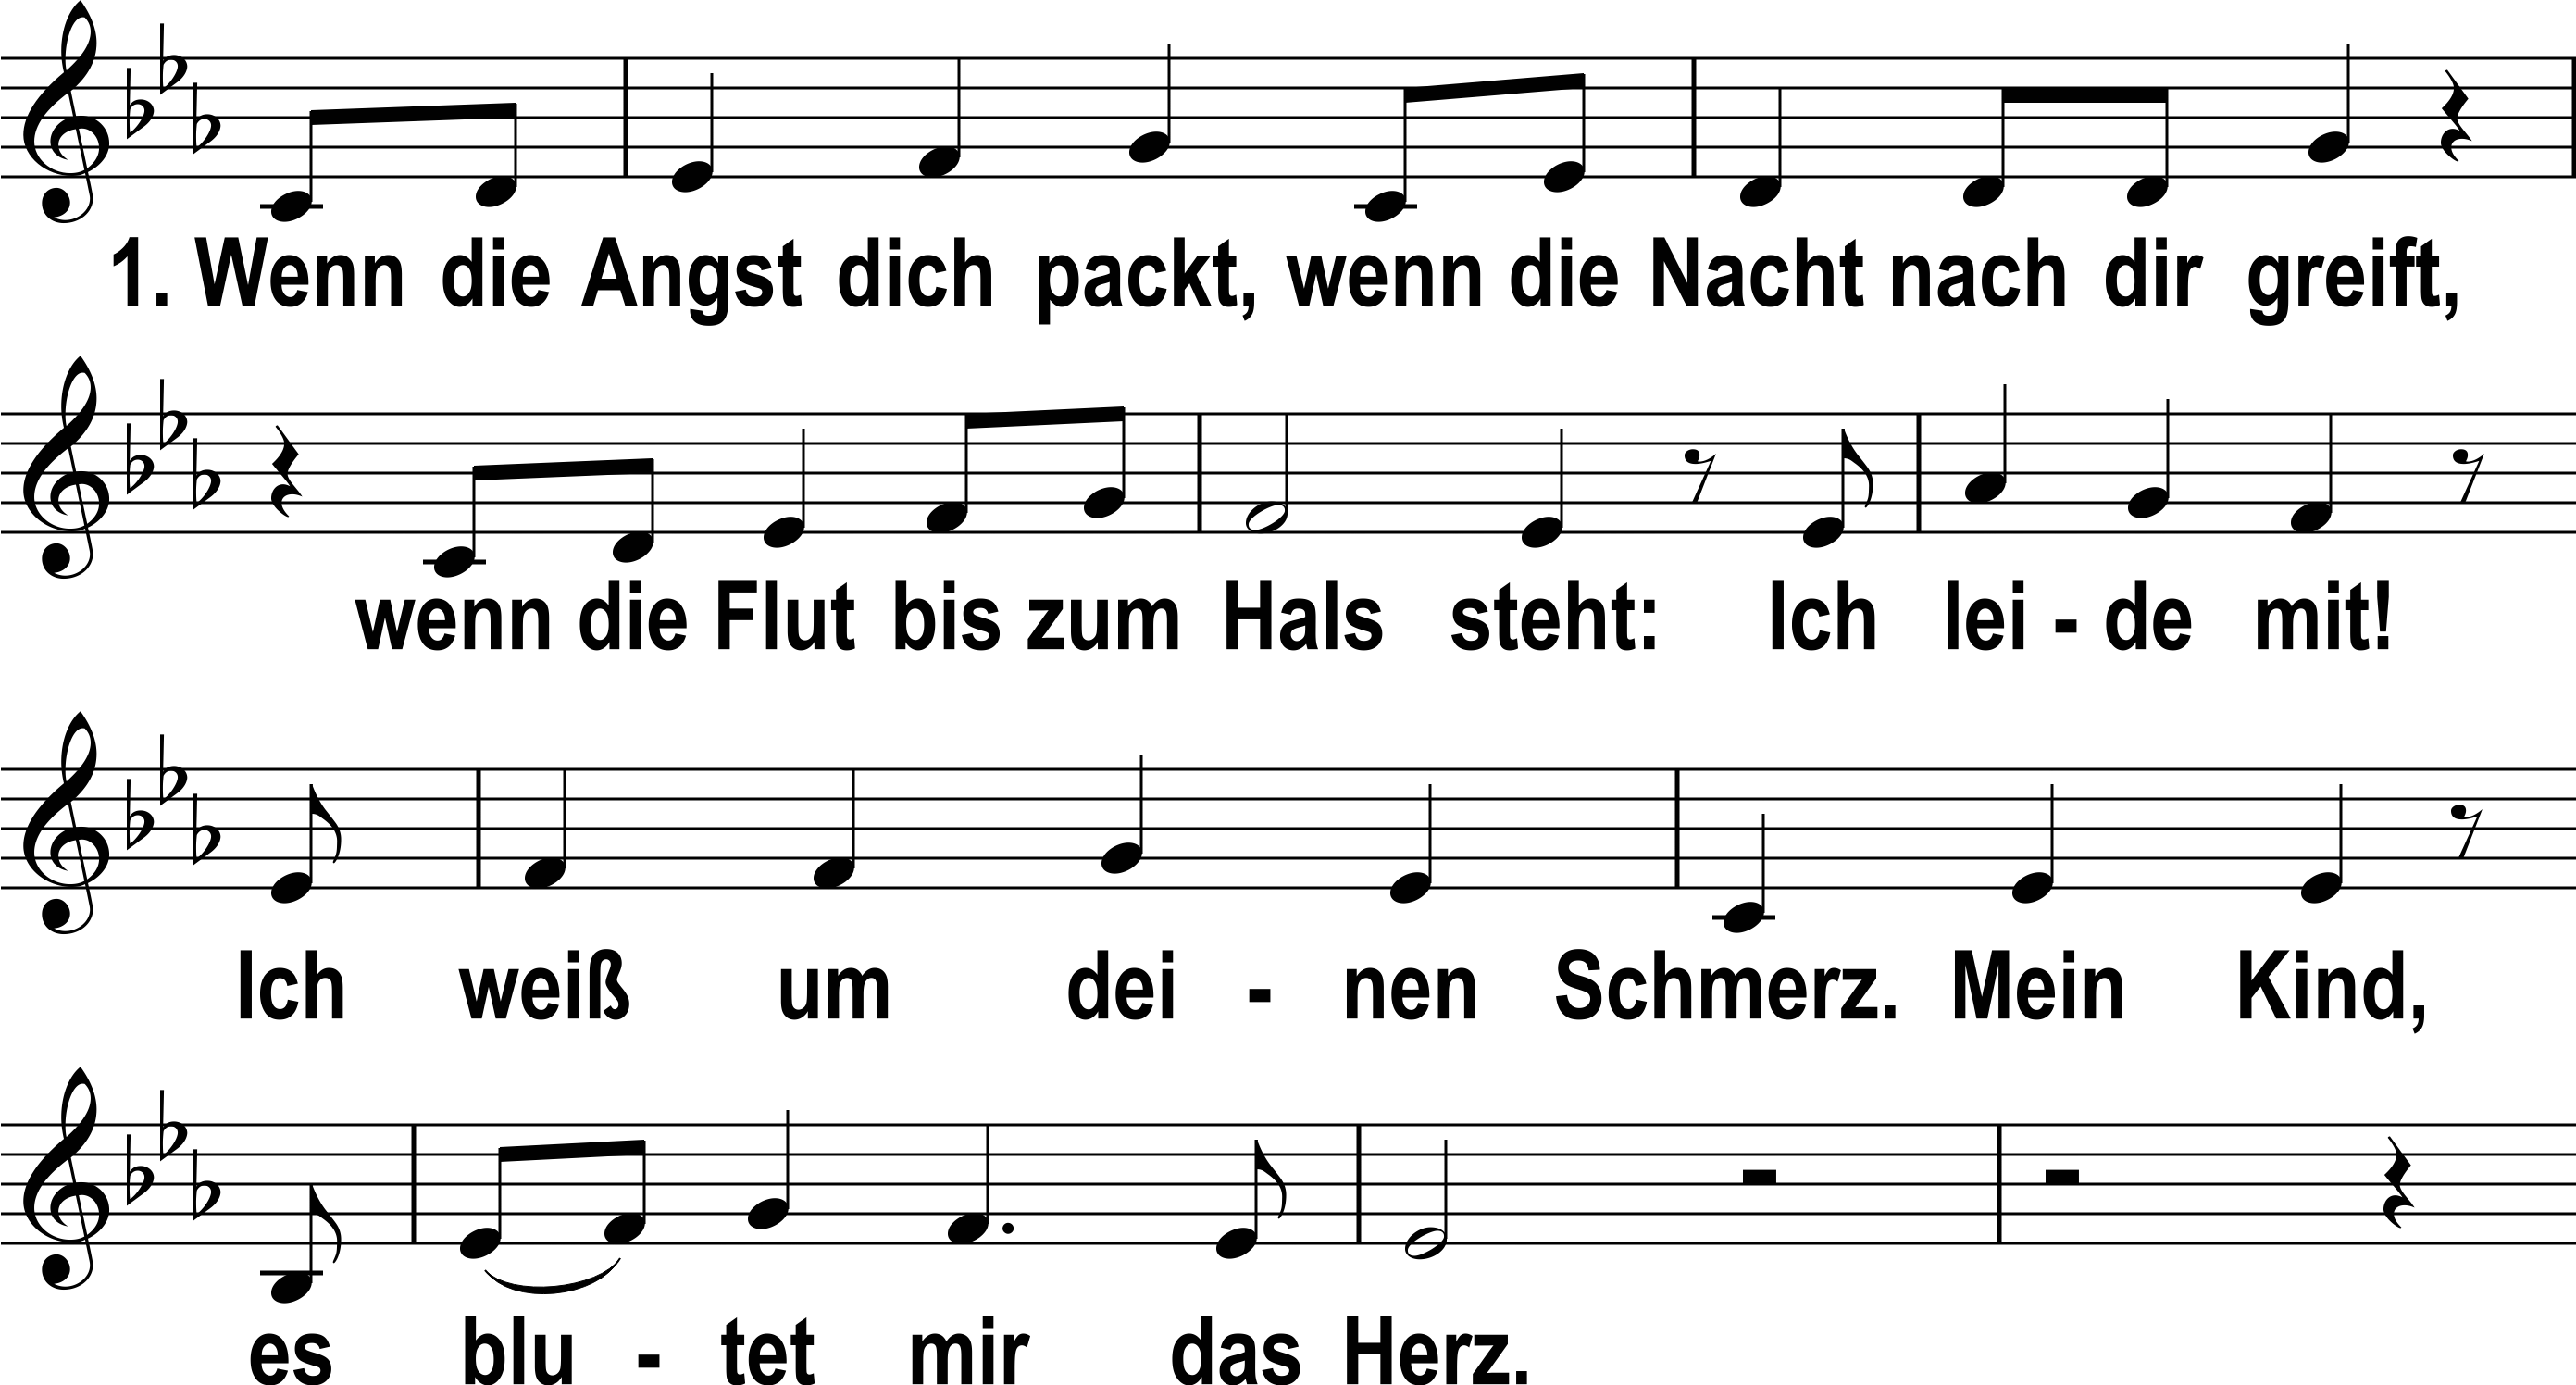 1. Wenn die Angst dich packt, wenn die Nacht nach dir greift,
wenn die Flut bis zum Hals steht: Ich lei - de mit!
Ich weiß um dei - nen Schmerz. Mein Kind,
es blu - tet mir das Herz.